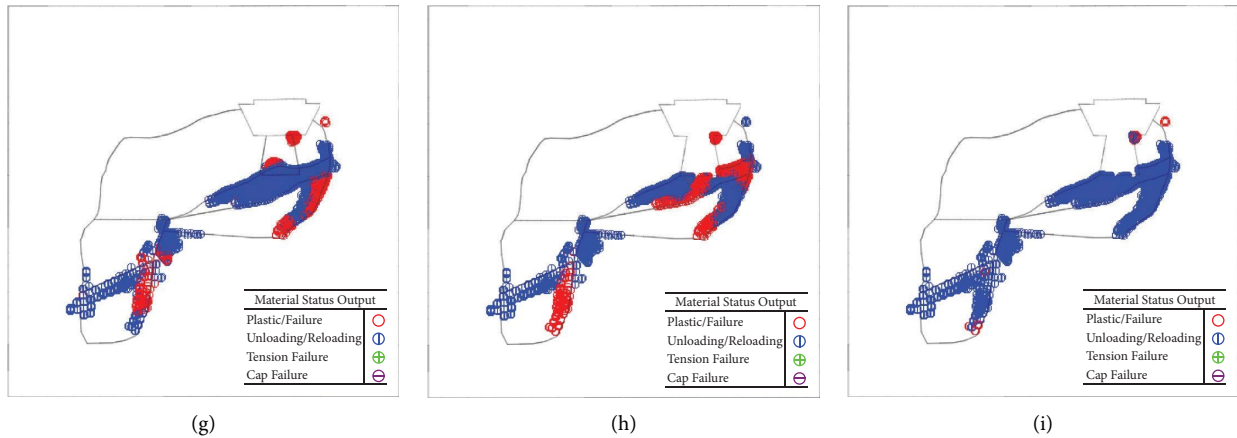 Material Status Output
Plastic/Failure
Unloading/Reloading
Tension Failure
Cap Failure
(g)
Material Status Output
Plastic/Failure
Unloading/Reloading
Tension Failure
Cap Failure
(h)
Material Status Output
Plastic/Failure
Unloading/Reloading
Tension Failure
Cap Failure
(i)